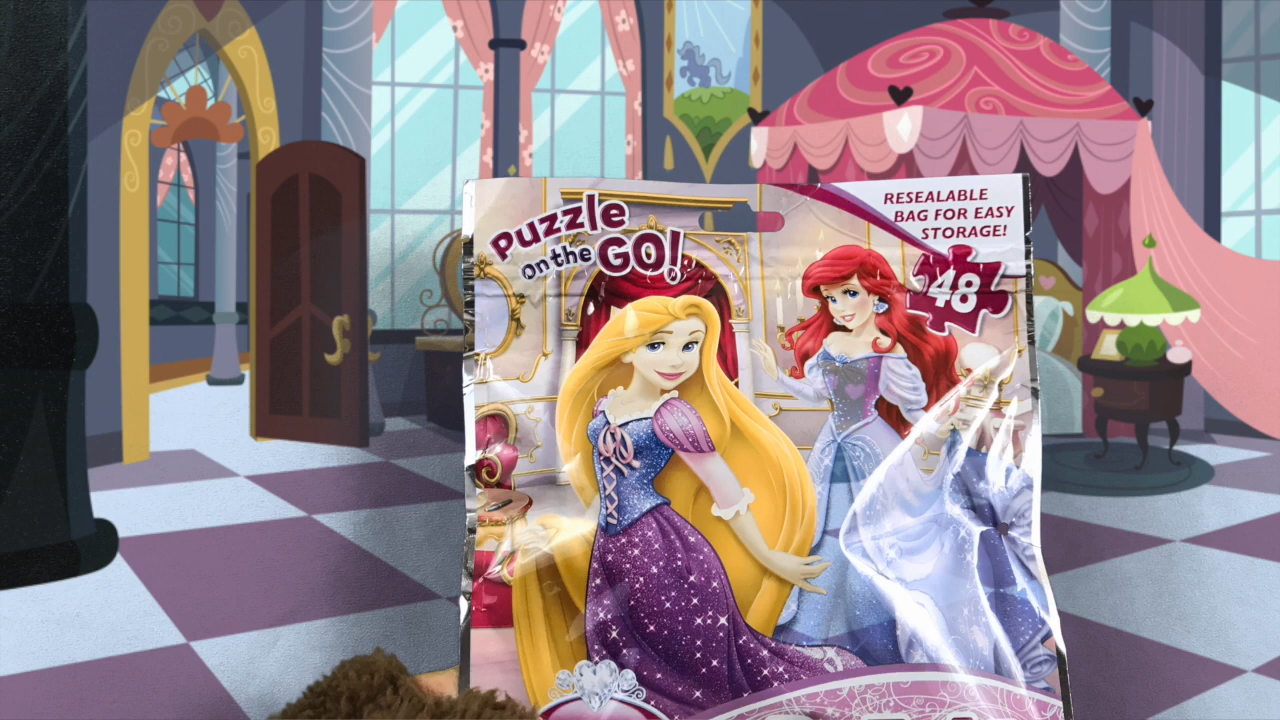 Puzzle
on the GO!
RESEALABLE
BAG FOR EASY
STORAGE!
48